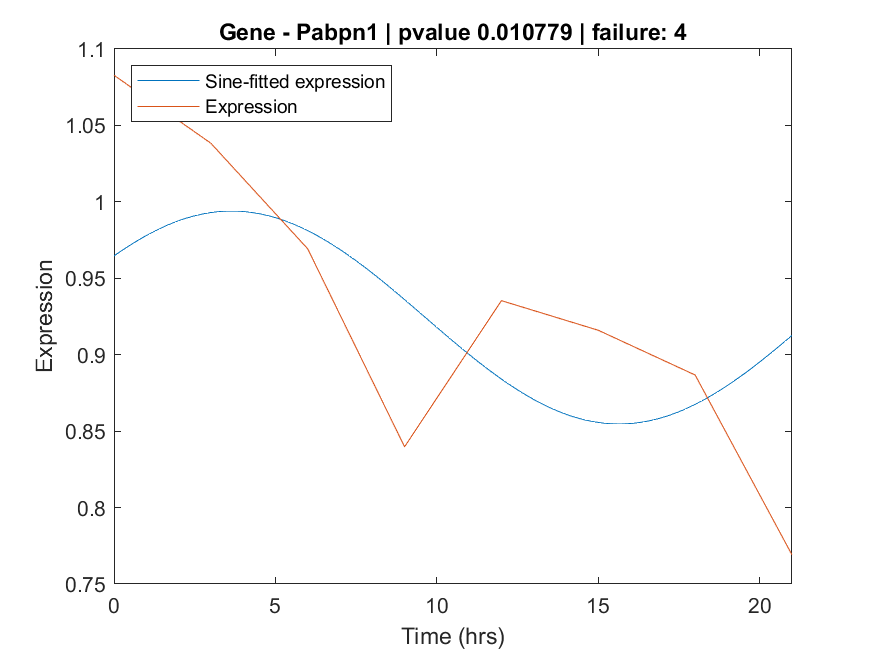 Gene - Pabpn1 | pvalue 0.010779 | failure: 4
1.1
1.05
1
0.95
0.9
0.85
0.8
0.75
Expression
Sine-fitted expression
Expression
0
5
10
15
20
Time (hrs)